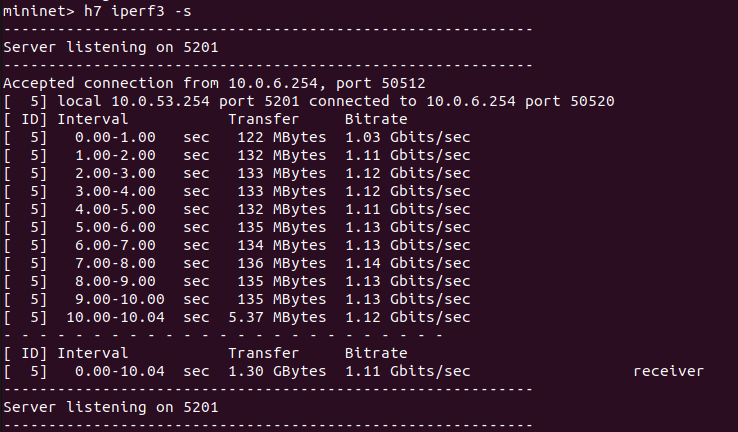 mininet> h7 iperf3 -s
-----------------------------------------------------------
Server listening on 5201
-----------------------------------------------------------
Accepted connection from 10.0.6.254, port 50512
[  5] local 10.0.53.254 port 5201 connected to 10.0.6.254 port 50520
[ ID] Interval           Transfer     Bitrate
[  5]   0.00-1.00   sec   122 MBytes  1.03 Gbits/sec
[  5]   1.00-2.00   sec   132 MBytes  1.11 Gbits/sec
[  5]   2.00-3.00   sec   133 MBytes  1.12 Gbits/sec
[  5]   3.00-4.00   sec   133 MBytes  1.12 Gbits/sec
[  5]   4.00-5.00   sec   132 MBytes  1.11 Gbits/sec
[  5]   5.00-6.00   sec   135 MBytes  1.13 Gbits/sec
[  5]   6.00-7.00   sec   134 MBytes  1.13 Gbits/sec
[  5]   7.00-8.00   sec   136 MBytes  1.14 Gbits/sec
[  5]   8.00-9.00   sec   135 MBytes  1.13 Gbits/sec
[  5]   9.00-10.00  sec   135 MBytes  1.13 Gbits/sec
[  5]  10.00-10.04  sec  5.37 MBytes  1.12 Gbits/sec
- - - - - - - - - - - - - - - - - - - - - - - - -
[ ID] Interval           Transfer     Bitrate
[  5]   0.00-10.04  sec  1.30 GBytes  1.11 Gbits/sec                  receiver
-----------------------------------------------------------
Server listening on 5201
-----------------------------------------------------------